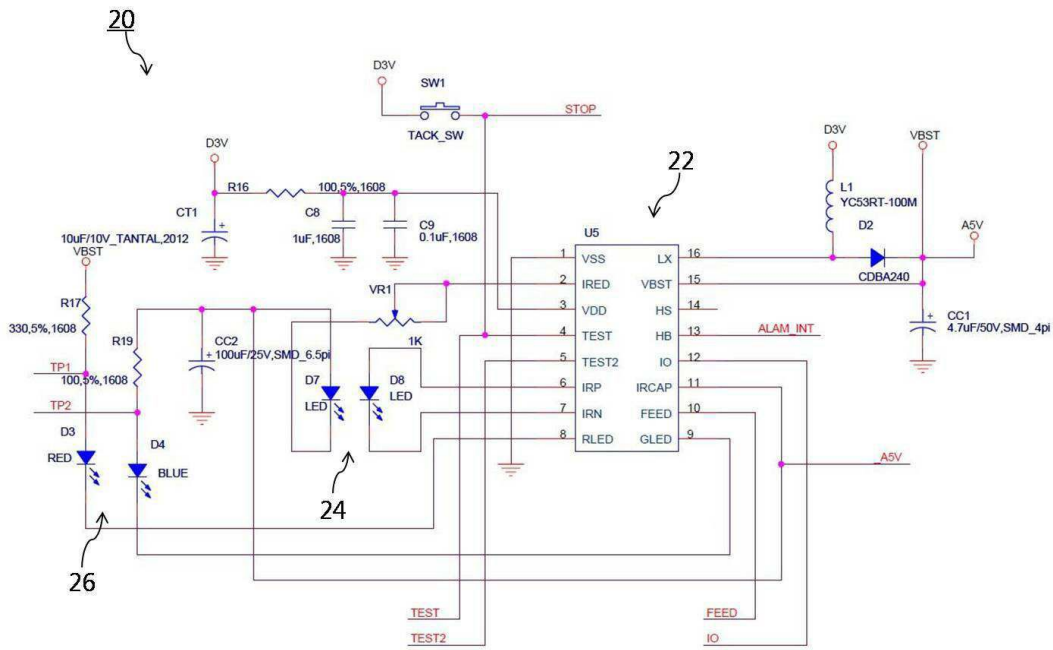 20
D3V
SW1
STOP
TACK_SW
D3V
R16
100,5%,1608
CT1
C8
C9
10uF/10V_TANTAL,2012
1uF,1608
0.1uF,1608
VBST
22
D3V
VBST
L1
YC53RT-100M
D2
A5V
CDBA240
CC1
4.7uF/50V,SMD_4pi
U5
1
VSS
LX
16
2
IRED
VBST
15
3
VDD
HS
14
4
TEST
HB
13
ALAM_INT
5
TEST2
IO
12
6
IRP
IRCAP
11
7
IRN
FEED
10
8
RLED
GLED
9
VR1
1K
R17
330,5%,1608
R19
CC2
100uF/25V,SMD_6.5pi
TP1
100,5%,1608
TP2
D7
LED
D8
LED
D3
RED
D4
BLUE
_A5V
24
26
TEST
FEED
TEST2
IO